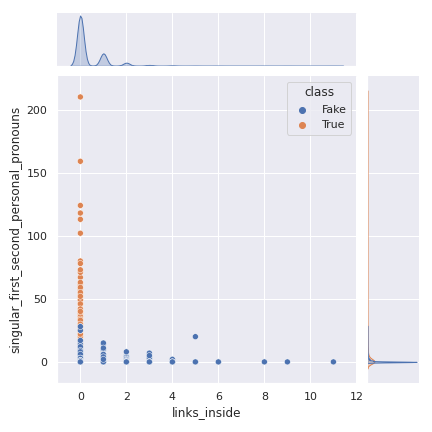 class
Fake
True
singular_first_second_personal_pronouns
200
150
100
50
0
0 2 4 6 8 10 12
links_inside